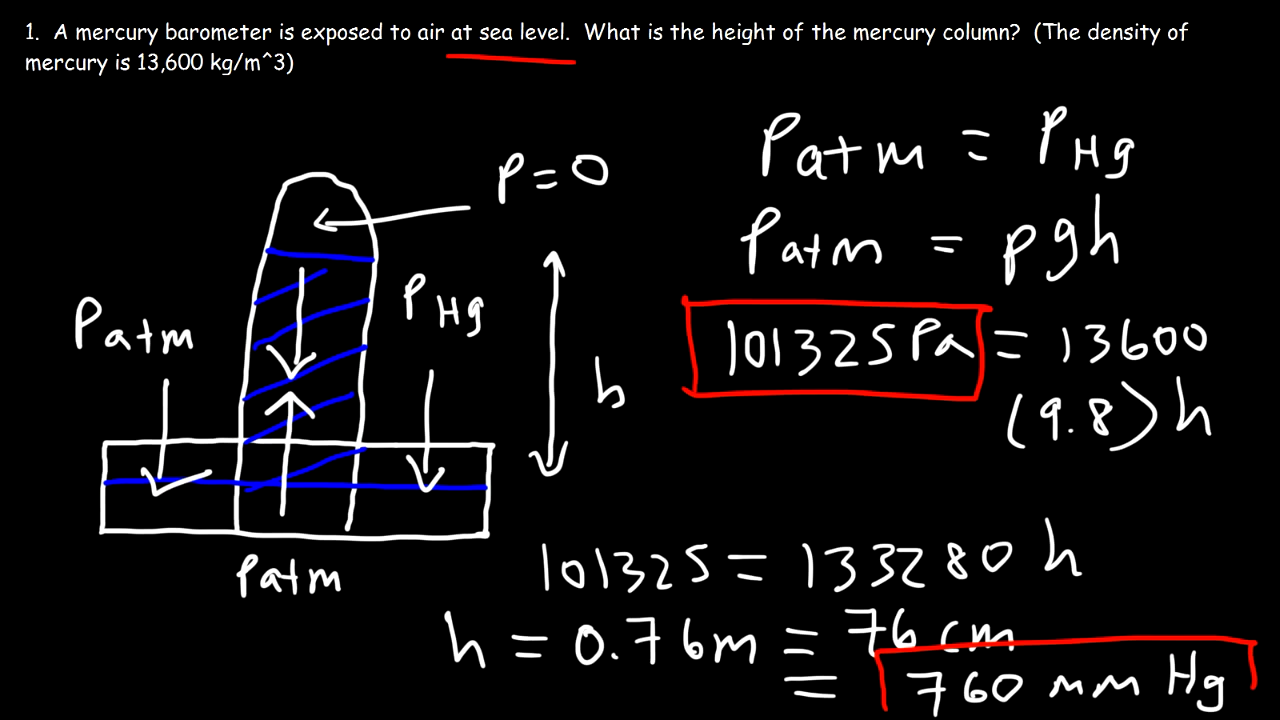 1. A mercury barometer is exposed to air at sea level. What is the height of the mercury column? (The density of
mercury is 13,600 kg/m^3)
P=0
Patm = PHg
Patm = ρgh
Patm
PHg
h
101325 Pa = 13600
(9.8) h
Patm
101325 = 133280 h
h = 0.76m = 76 cm
= 760 mm Hg